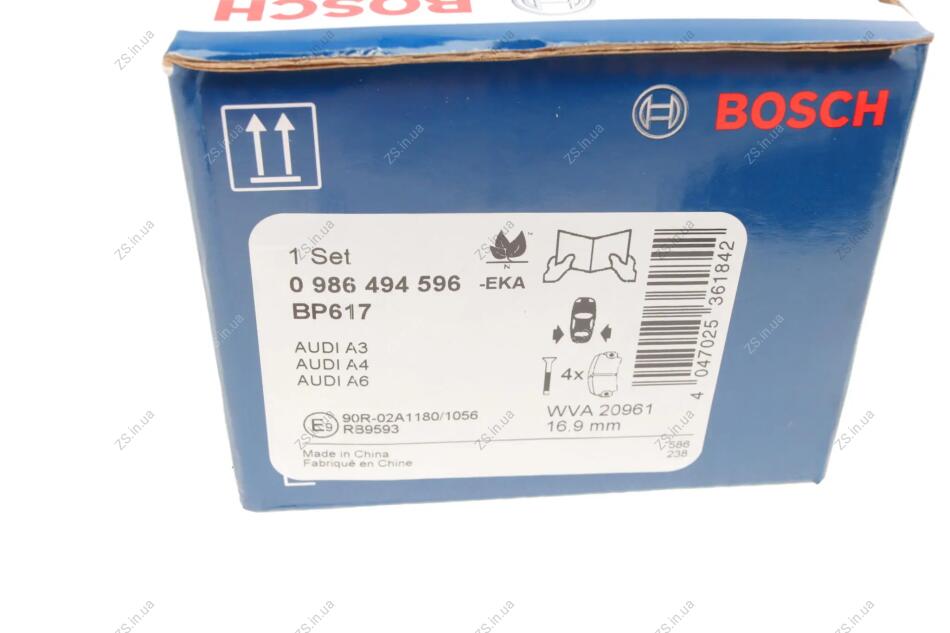 BOSCH
BOSCH
BOSCH
1 Set
0 986 494 596 -EKA
BP617
AUDI A3
AUDI A4
AUDI A6
4x
E9
90R-02A1180/1056
RB9593
WVA 20961
16.9 mm
4 047025 361842
Made in China
Fabriqué en Chine
586
238
ZS.in.ua